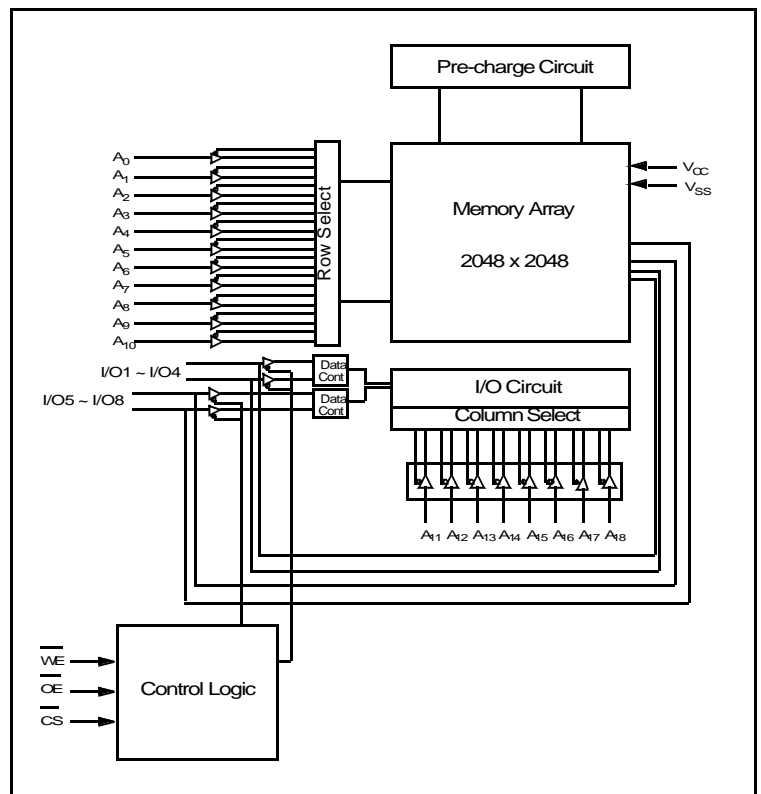 Pre-charge Circuit
A0
A1
A2
A3
A4
A5
A6
A7
A8
A9
A10
Row Select
Memory Array
2048 x 2048
VCC
VSS
I/O1 ~ I/O4
I/O5 ~ I/O8
Data
Cont
Data
Cont
I/O Circuit
Column Select
A11 A12 A13 A14 A15 A16 A17 A18
WE
OE
CS
Control Logic